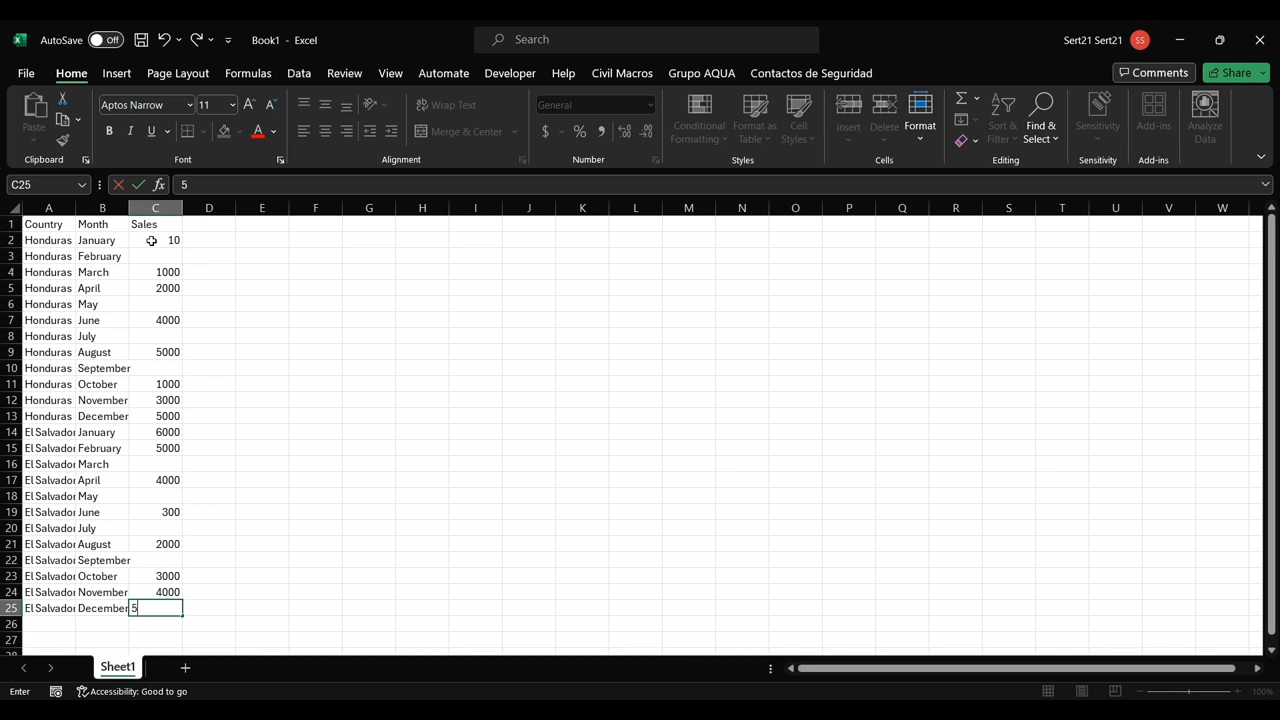 AutoSave Off Book1 - Excel Search Sert21 Sert21 SS
File Home Insert Page Layout Formulas Data Review View Automate Developer Help Civil Macros Grupo AQUA Contactos de Seguridad Comments Share
Aptos Narrow 11 Wrap Text General
Paste B I U A Merge & Center $ % Conditional Formatting Format as Table Cell Styles Insert Delete Format Sort & Filter Find & Select Sensitivity Add-ins Analyze Data
Clipboard Font Alignment Number Styles Cells Editing Sensitivity Add-ins
C25 fx 5
A B C D E F G H I J K L M N O P Q R S T U V W
1 Country Month Sales
2 Honduras January 10
3 Honduras February
4 Honduras March 1000
5 Honduras April 2000
6 Honduras May
7 Honduras June 4000
8 Honduras July
9 Honduras August 5000
10 Honduras September
11 Honduras October 1000
12 Honduras November 3000
13 Honduras December 5000
14 El Salvador January 6000
15 El Salvador February 5000
16 El Salvador March
17 El Salvador April 4000
18 El Salvador May
19 El Salvador June 300
20 El Salvador July
21 El Salvador August 2000
22 El Salvador September
23 El Salvador October 3000
24 El Salvador November 4000
25 El Salvador December 5
26
27
Sheet1
Enter Accessibility: Good to go 100%